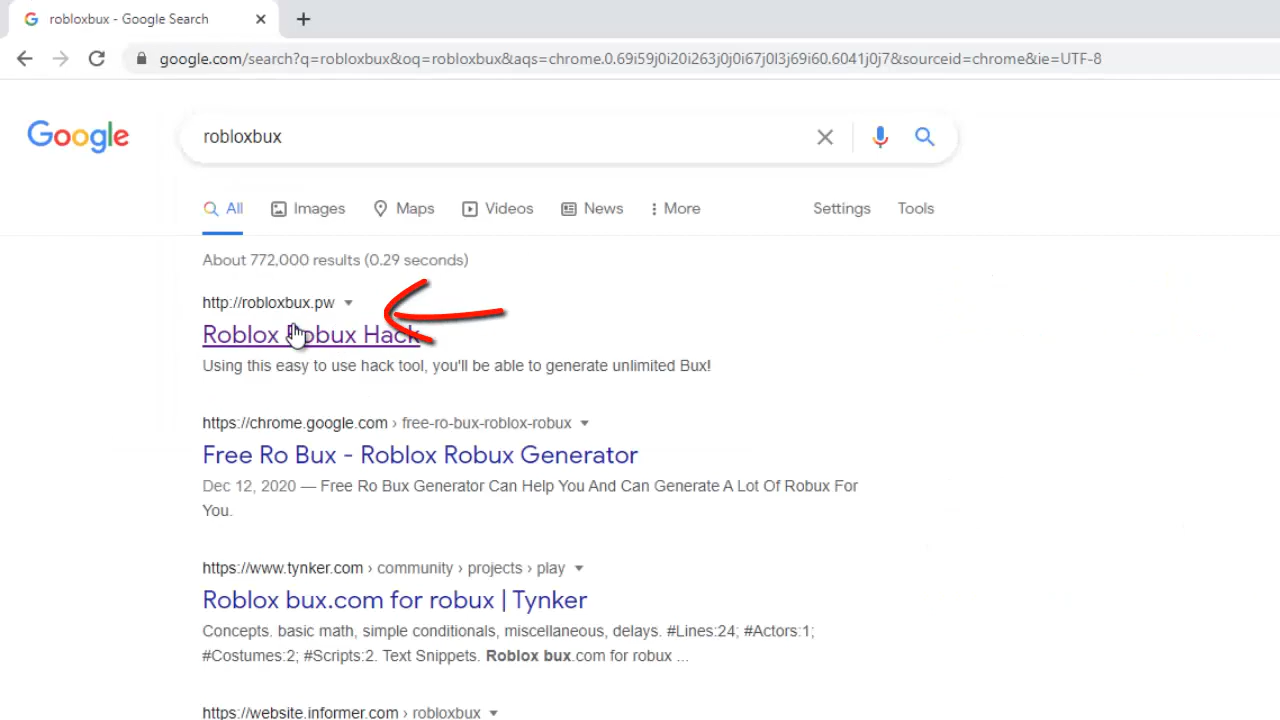 robloxbux - Google Search
google.com/search?q=robloxbux&oq=robloxbux&aqs=chrome.0.69i59j0i20i263j0j0i67j0l3j69i60.6041j0j7&sourceid=chrome&ie=UTF-8
Google
robloxbux
All Images Maps Videos News More Settings Tools
About 772,000 results (0.29 seconds)
http://robloxbux.pw
Roblox Robux Hack
Using this easy to use hack tool, you'll be able to generate unlimited Bux!
https://chrome.google.com › free-ro-bux-roblox-robux
Free Ro Bux - Roblox Robux Generator
Dec 12, 2020 — Free Ro Bux Generator Can Help You And Can Generate A Lot Of Robux For
You.
https://www.tynker.com › community › projects › play
Roblox bux.com for robux | Tynker
Concepts. basic math, simple conditionals, miscellaneous, delays. #Lines:24; #Actors:1;
#Costumes:2; #Scripts:2. Text Snippets. Roblox bux.com for robux ...
https://website.informer.com › robloxbux